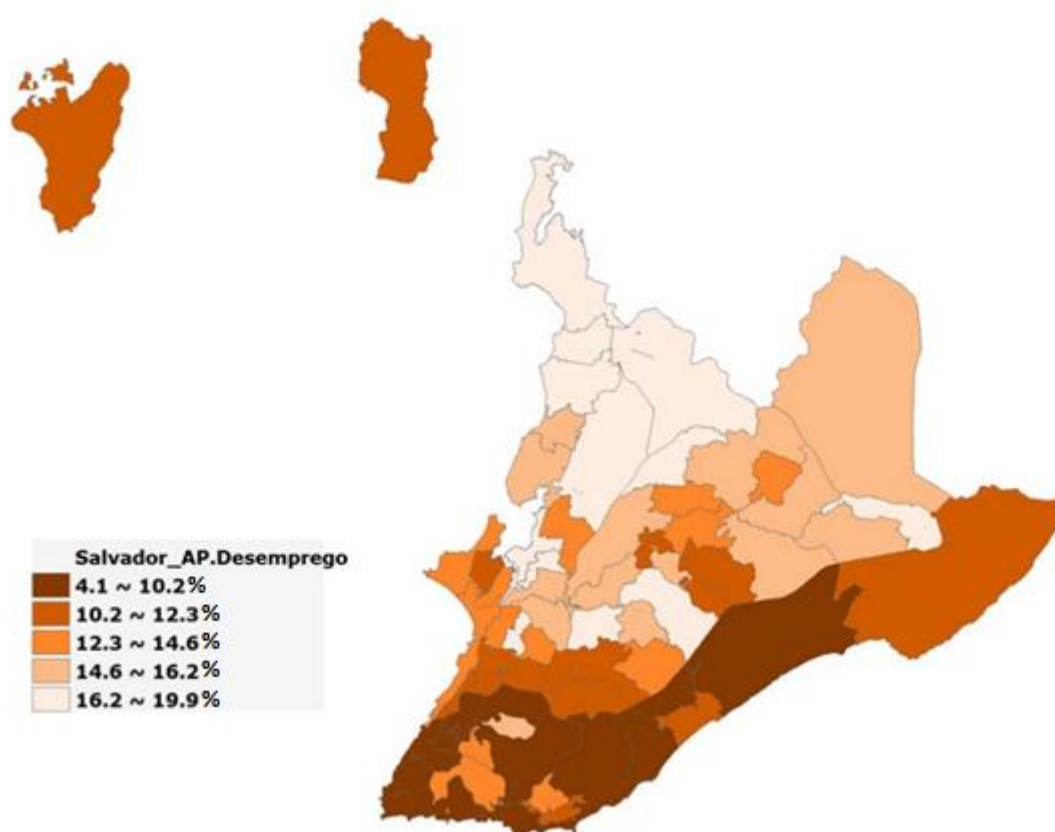 Salvador_AP.Desemprego
4.1 ~ 10.2%
10.2 ~ 12.3%
12.3 ~ 14.6%
14.6 ~ 16.2%
16.2 ~ 19.9%